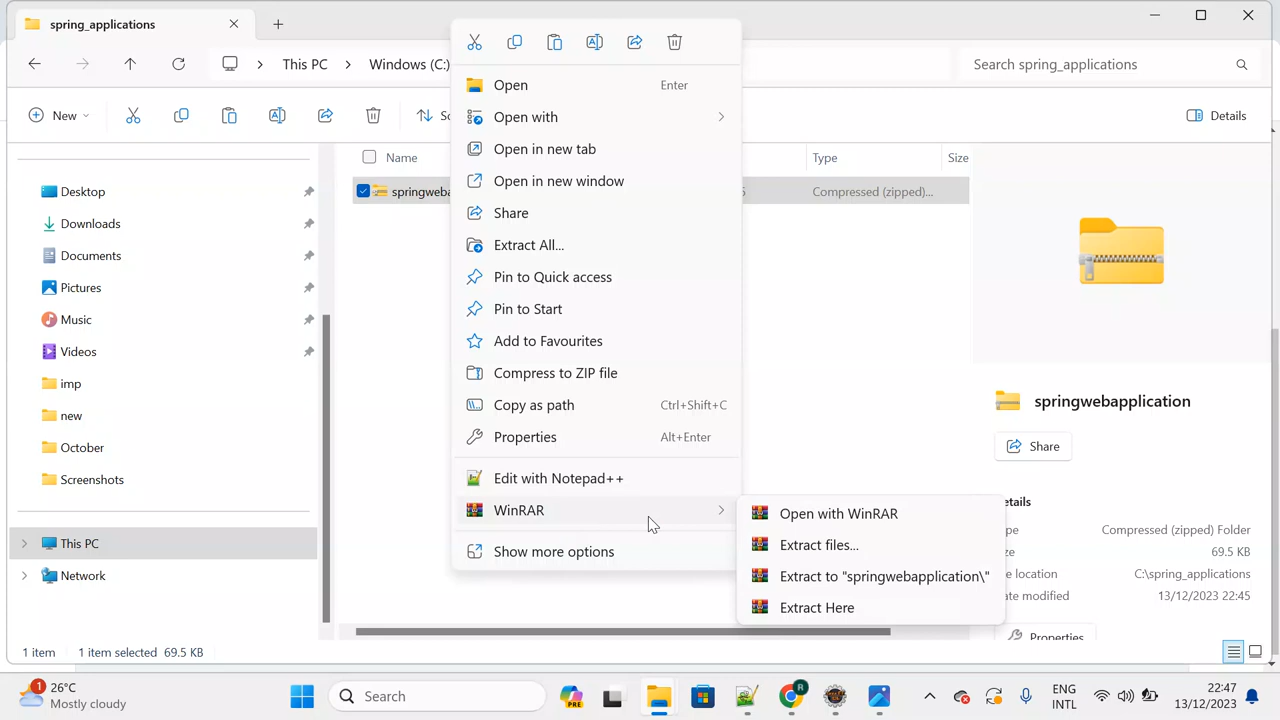 spring_applications
This PC
Windows (C:)
Search spring_applications
New
Details
Name
Type
Size
Desktop
Downloads
Documents
Pictures
Music
Videos
imp
new
October
Screenshots
This PC
Network
Compressed (zipped)...
Open Enter
Open with
Open in new tab
Open in new window
Share
Extract All...
Pin to Quick access
Pin to Start
Add to Favourites
Compress to ZIP file
Copy as path Ctrl+Shift+C
Properties Alt+Enter
Edit with Notepad++
WinRAR
Show more options
Open with WinRAR
Extract files...
Extract to "springwebapplication\"
Extract Here
springwebapplication
Share
Compressed (zipped) Folder
69.5 KB
C:\spring_applications
13/12/2023 22:45
Properties
1 item 1 item selected 69.5 KB
1
26°C
Mostly cloudy
Search
PRE
R
ENG
INTL
22:47
13/12/2023